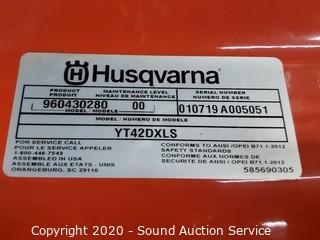 Husqvarna
PRODUCT
PRODUIT
MAINTENANCE LEVEL
NIVEAU DE MAINTENANCE
SERIAL NUMBER
NUMERO DE SERIE
960430280 00 010719 A005051
MODEL / MODELE
MODEL / NUMERO DE MODELE
YT42DXLS
FOR SERVICE CALL
POUR LE SERVICE APPELER
1-800-448-7543
ASSEMBLED IN USA
ASSEMBLE AUX ETATS - UNIS
ORANGEBURG, SC 29116
CONFORMS TO ANSI / OPEI B71.1-2012
SAFETY STANDARDS
CONFORME AUX NORMES DE
SECURITE ANSI / OPEI B71.1-2012
585690305
Copyright © 2020 - Sound Auction Service